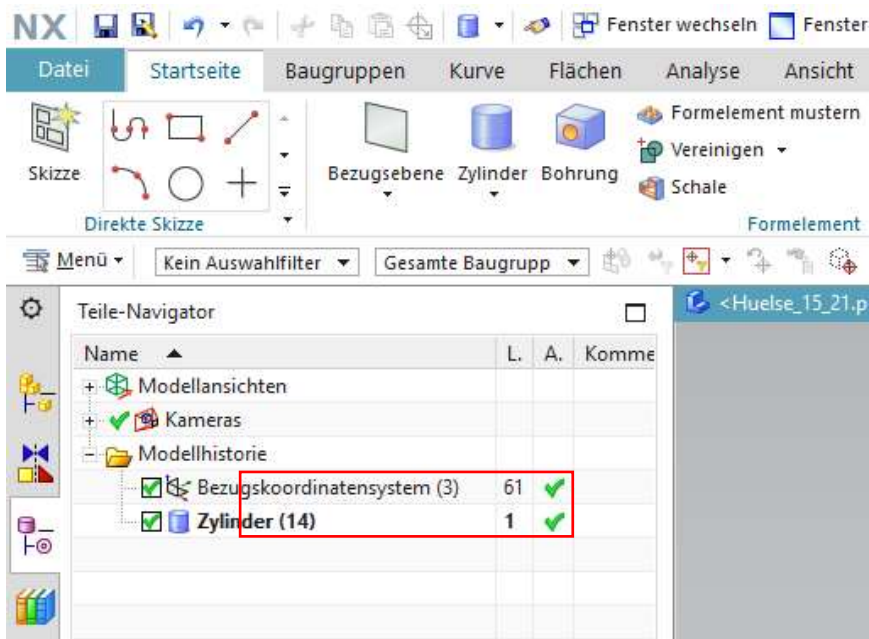 NX Fenster wechseln Fenster
Datei Startseite Baugruppen Kurve Flächen Analyse Ansicht
Skizze Bezugsebene Zylinder Bohrung Formelement mustern
Vereinigen
Schale
Direkte Skizze Formelement
Menü Kein Auswahlfilter Gesamte Baugrupp
Teile-Navigator <Huelse_15_21.p
Name L. A. Komme
Modellansichten
Kameras
Modellhistorie
Bezugskoordinatensystem (3) 61
Zylinder (14) 1